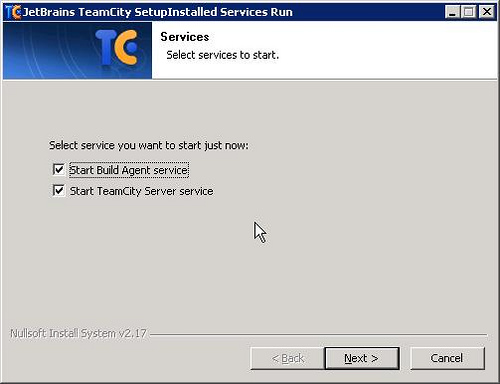 JetBrains TeamCity SetupInstalled Services Run
TC
Services
Select services to start.
Select service you want to start just now:
Start Build Agent service
Start TeamCity Server service
Nullsoft Install System v2.17
< Back
Next >
Cancel